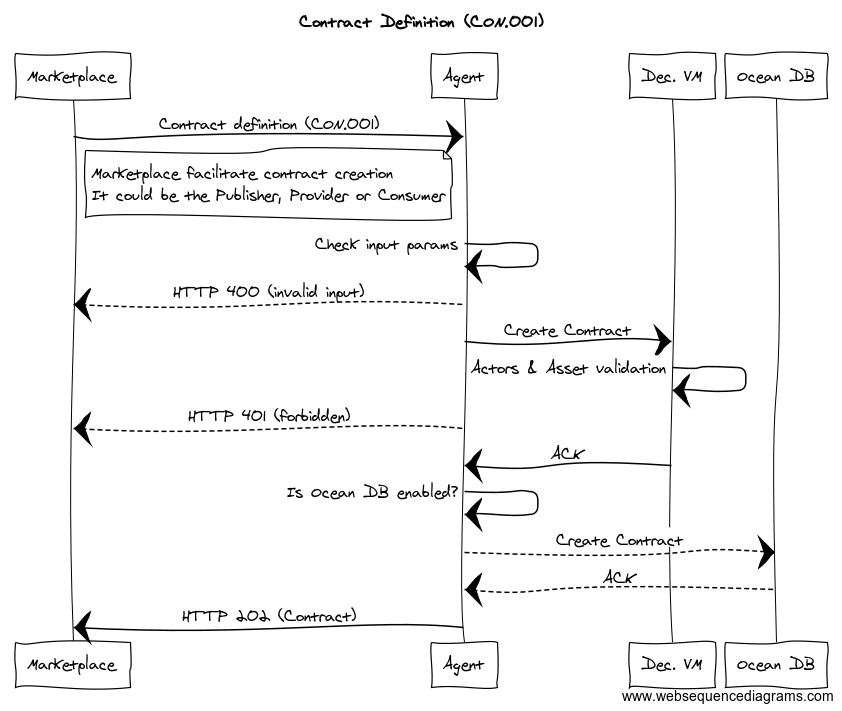 Contract Definition (CON.001)
Marketplace Agent Dec. VM Ocean DB
Contract definition (CON.001)
Marketplace facilitate contract creation
It could be the Publisher, Provider or Consumer
Check input params
HTTP 400 (invalid input)
Create Contract
Actors & Asset validation
HTTP 401 (forbidden)
ACK
Is Ocean DB enabled?
Create Contract
ACK
HTTP 202 (Contract)
Marketplace Agent Dec. VM Ocean DB
www.websequencediagrams.com